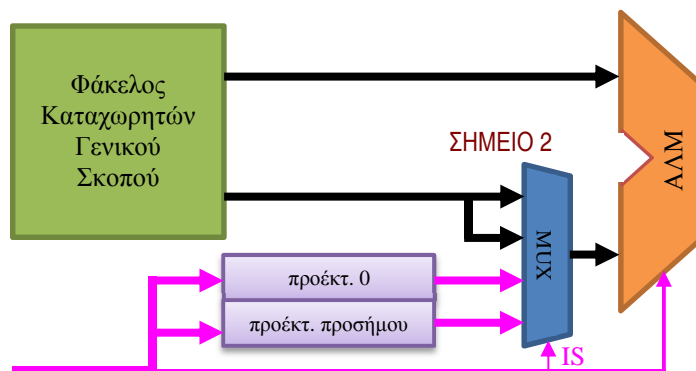 Φάκελος
Καταχωρητών
Γενικού
Σκοπού
ΣΗΜΕΙΟ 2
ΑΛΜ
MUX
προέκτ. 0
προέκτ. προσήμου
IS